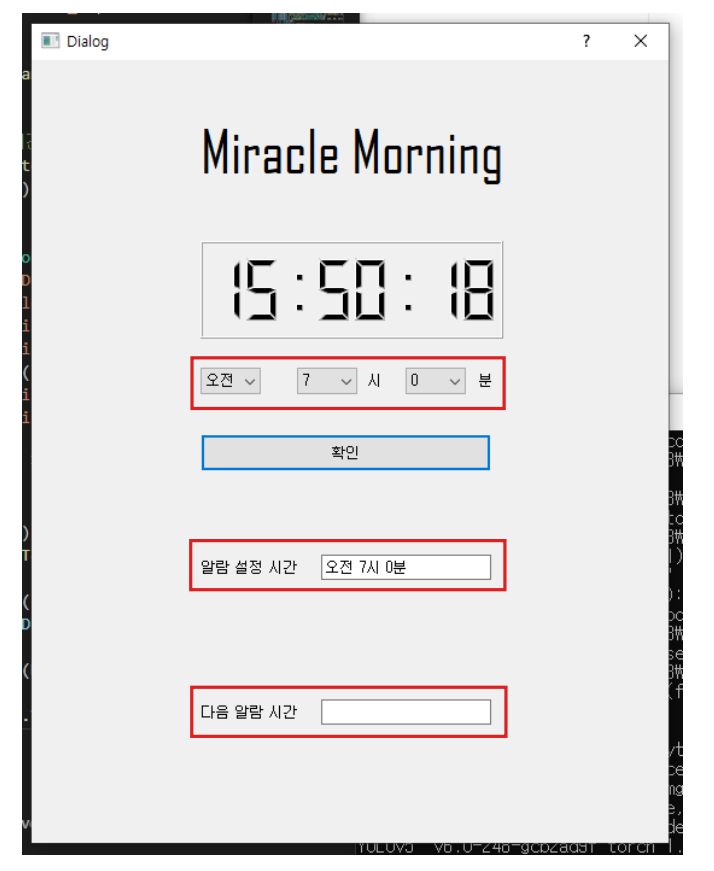 Dialog
?
Miracle Morning
15:50:18
오전 7 시 0 분
확인
알람 설정 시간 오전 7시 0분
다음 알람 시간